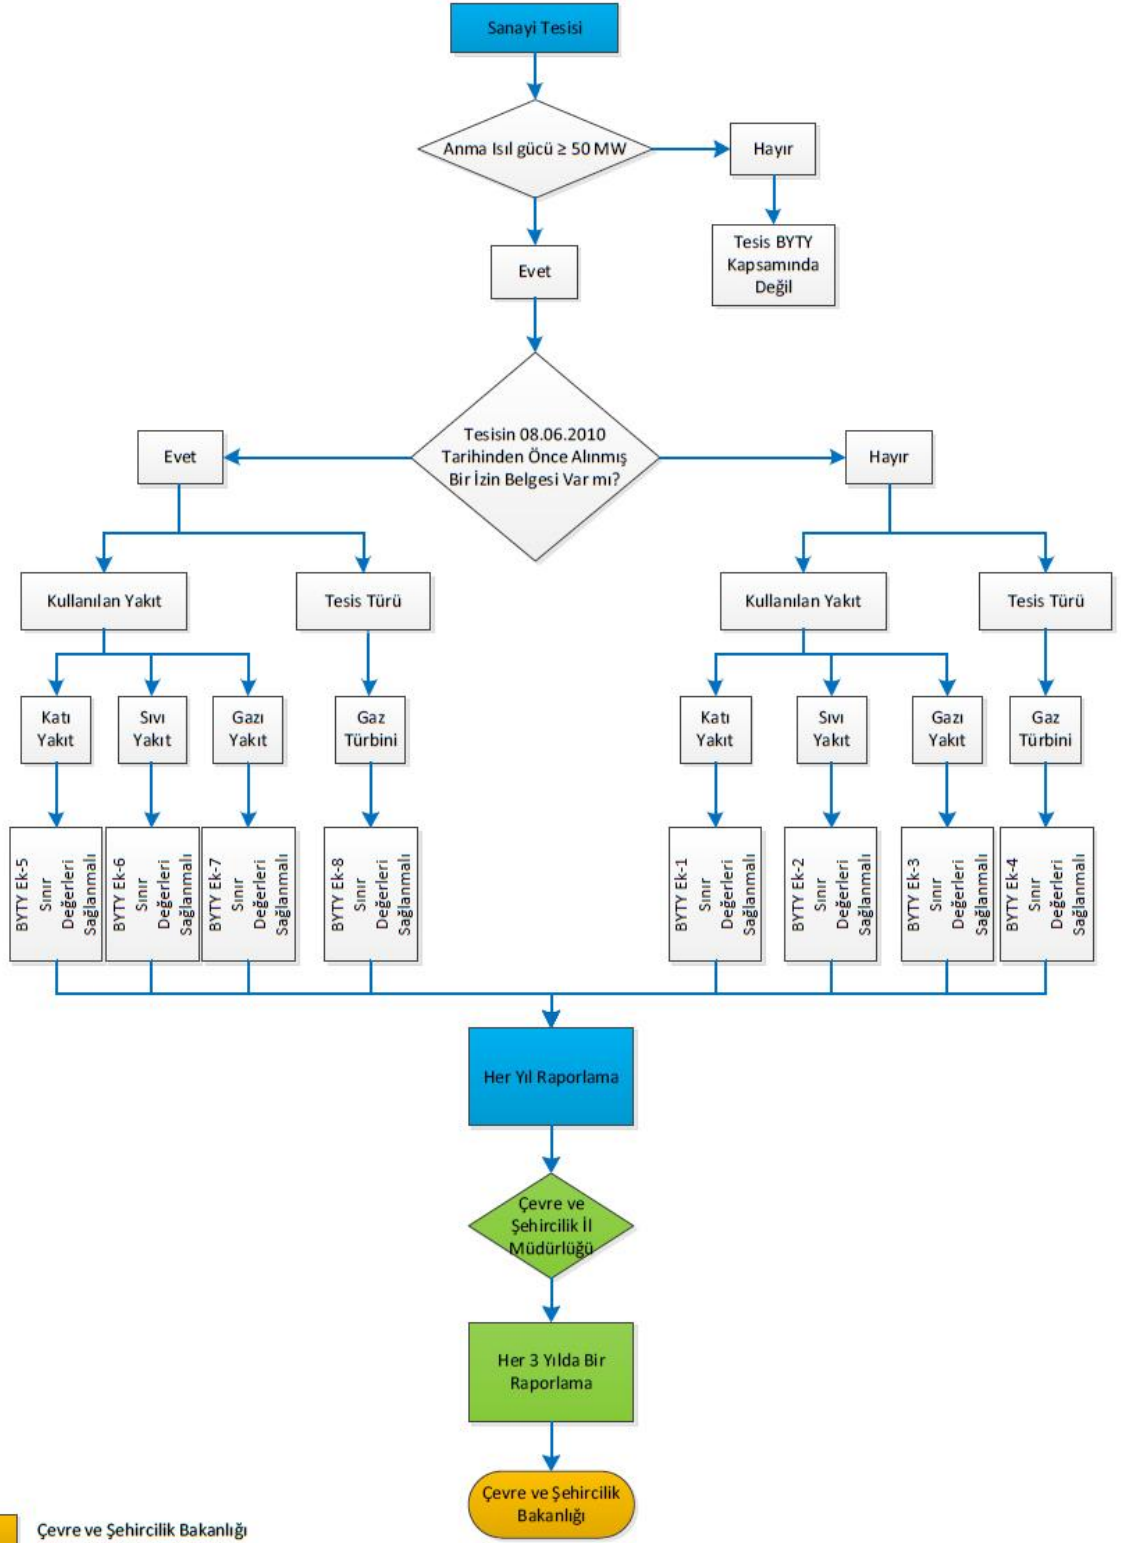 Sanayi Tesisi
Anma Isıl gücü ≥ 50 MW
Hayır
Tesis BYTY
Kapsamında
Değil
Evet
Tesisin 08.06.2010
Tarihinden Önce Alınmış
Bir İzin Belgesi Var mı?
Evet
Hayır
Kullanılan Yakıt
Tesis Türü
Kullanılan Yakıt
Tesis Türü
Katı
Yakıt
Sıvı
Yakıt
Gazı
Yakıt
Gaz
Türbini
Katı
Yakıt
Sıvı
Yakıt
Gazı
Yakıt
Gaz
Türbini
BYTY Ek-5
Sınır
Değerleri
Sağlanmalı
BYTY Ek-6
Sınır
Değerleri
Sağlanmalı
BYTY Ek-7
Sınır
Değerleri
Sağlanmalı
BYTY Ek-8
Sınır
Değerleri
Sağlanmalı
BYTY Ek-1
Sınır
Değerleri
Sağlanmalı
BYTY Ek-2
Sınır
Değerleri
Sağlanmalı
BYTY Ek-3
Sınır
Değerleri
Sağlanmalı
BYTY Ek-4
Sınır
Değerleri
Sağlanmalı
Her Yıl Raporlama
Çevre ve
Şehircilik İl
Müdürlüğü
Her 3 Yılda Bir
Raporlama
Çevre ve Şehircilik
Bakanlığı
Çevre ve Şehircilik Bakanlığı